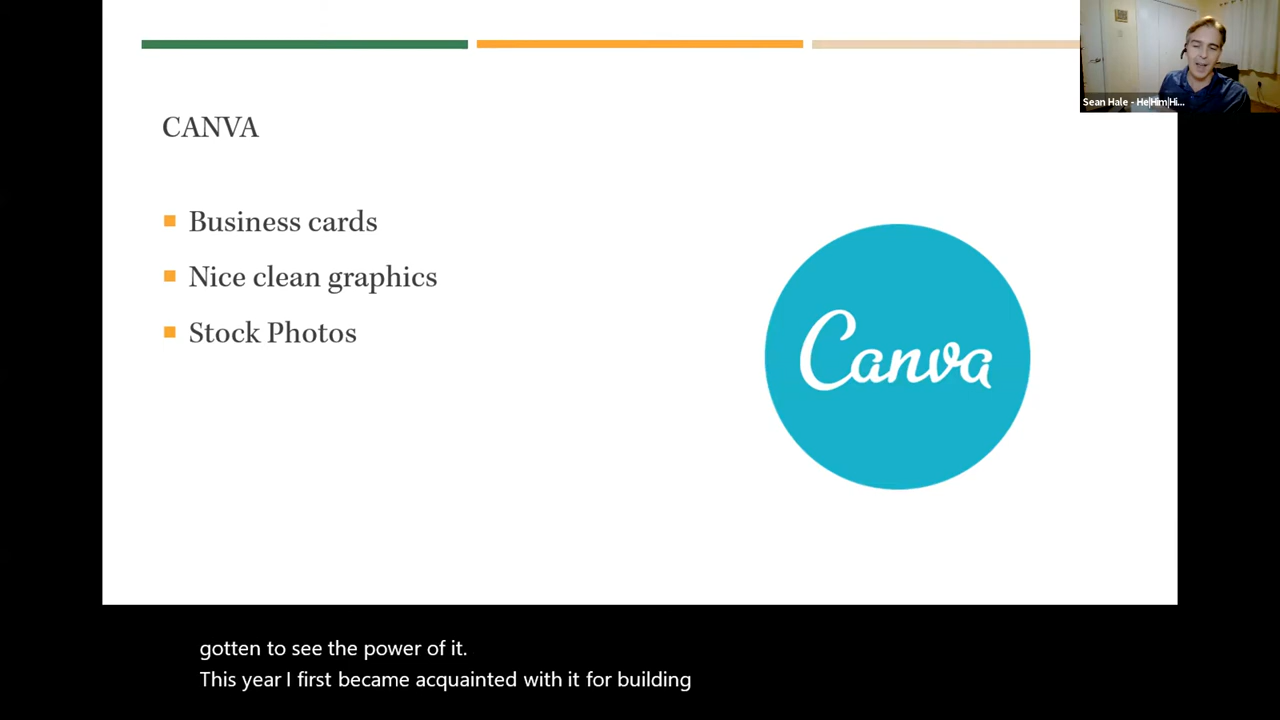 Sean Hale - He|Him|Hi...
CANVA
Business cards
Nice clean graphics
Stock Photos
Canva
gotten to see the power of it.
This year I first became acquainted with it for building